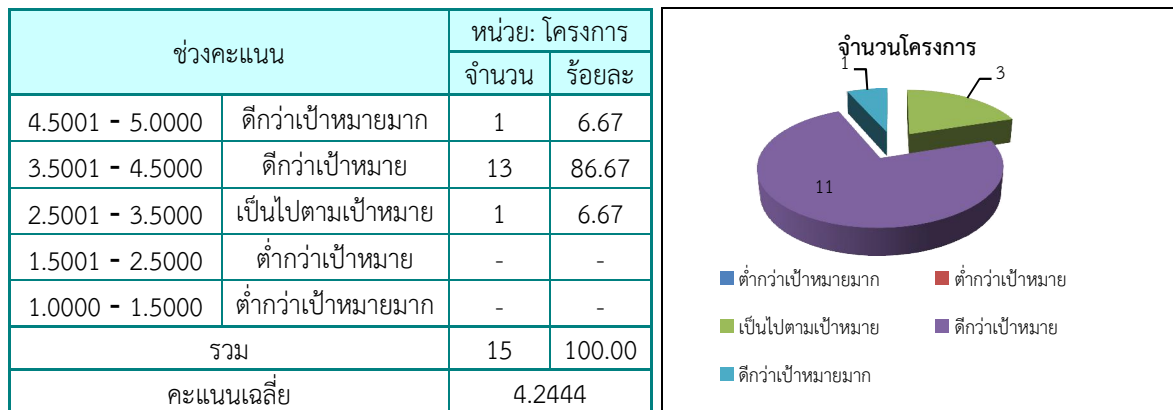 ช่วงคะแนน หน่วย: โครงการ
จำนวน ร้อยละ
4.5001 - 5.0000 ดีกว่าเป้าหมายมาก 1 6.67
3.5001 - 4.5000 ดีกว่าเป้าหมาย 13 86.67
2.5001 - 3.5000 เป็นไปตามเป้าหมาย 1 6.67
1.5001 - 2.5000 ต่ำกว่าเป้าหมาย - -
1.0000 - 1.5000 ต่ำกว่าเป้าหมายมาก - -
รวม 15 100.00
คะแนนเฉลี่ย 4.2444
จำนวนโครงการ
1
3
11
ต่ำกว่าเป้าหมายมาก ต่ำกว่าเป้าหมาย
เป็นไปตามเป้าหมาย ดีกว่าเป้าหมาย
ดีกว่าเป้าหมายมาก